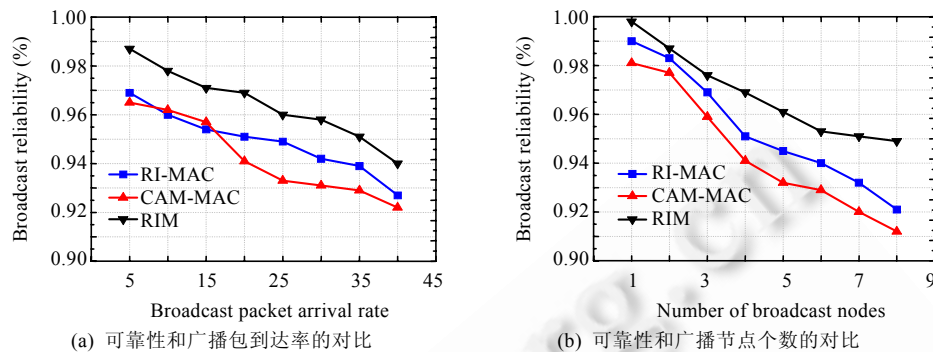 1.00
0.98
0.96
0.94
0.92
0.90
Broadcast reliability (%)
RI-MAC
CAM-MAC
RIM
5 10 15 20 25 30 35 40 45
Broadcast packet arrival rate
(a) 可靠性和广播包到达率的对比
1.00
0.98
0.96
0.94
0.92
0.90
Broadcast reliability (%)
RI-MAC
CAM-MAC
RIM
1 3 5 7 9
Number of broadcast nodes
(b) 可靠性和广播节点个数的对比